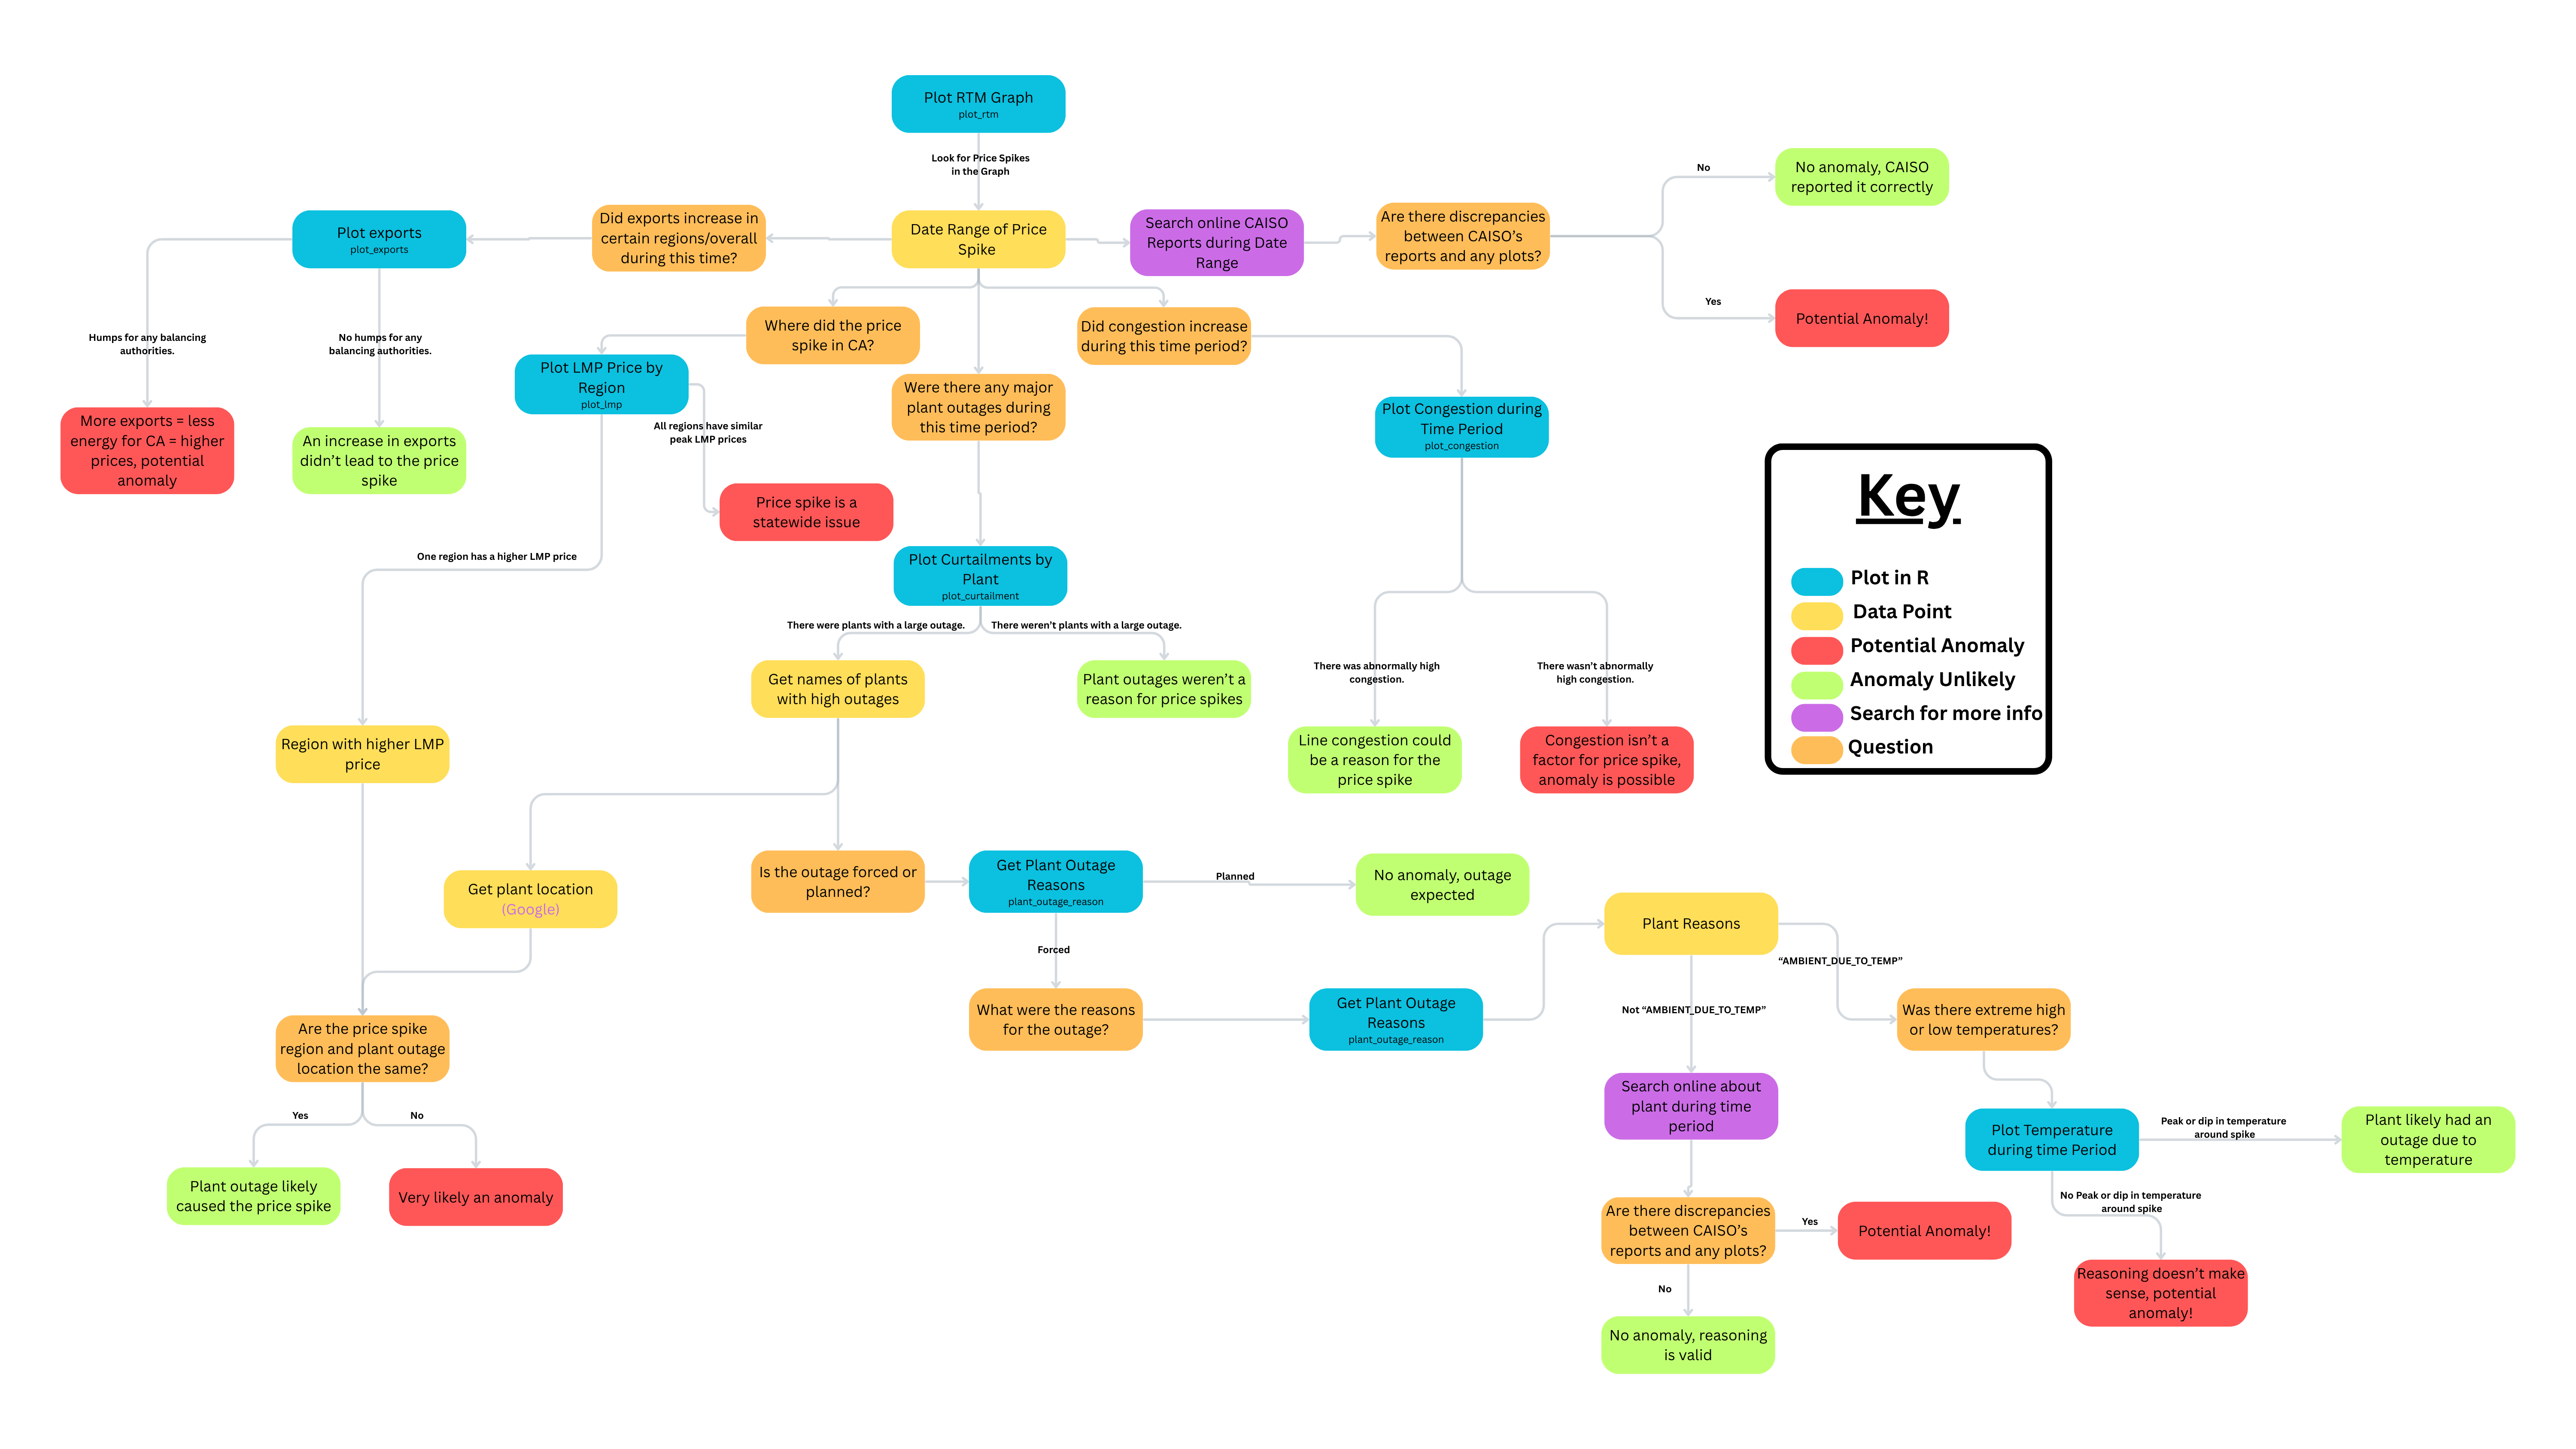 Plot RTM Graph
plot_rtm
Look for Price Spikes
in the Graph
No
No anomaly, CAISO
reported it correctly
Plot exports
plot_exports
Did exports increase in
certain regions/overall
during this time?
Date Range of Price
Spike
Search online CAISO
Reports during Date
Range
Are there discrepancies
between CAISO’s
reports and any plots?
Yes
Potential Anomaly!
Humps for any balancing
authorities.
No humps for any
balancing authorities.
Where did the price
spike in CA?
Did congestion increase
during this time period?
Plot LMP Price by
Region
plot_lmp
Were there any major
plant outages during
this time period?
Plot Congestion during
Time Period
plot_congestion
More exports = less
energy for CA = higher
prices, potential
anomaly
An increase in exports
didn’t lead to the price
spike
All regions have similar
peak LMP prices
Price spike is a
statewide issue
One region has a higher LMP price
Plot Curtailments by
Plant
plot_curtailment
Key
Plot in R
Data Point
Potential Anomaly
Anomaly Unlikely
Search for more info
Question
There were plants with a large outage.
There weren’t plants with a large outage.
Get names of plants
with high outages
Plant outages weren’t a
reason for price spikes
There was abnormally high
congestion.
There wasn’t abnormally
high congestion.
Region with higher LMP
price
Line congestion could
be a reason for the
price spike
Congestion isn’t a
factor for price spike,
anomaly is possible
Get plant location
(Google)
Is the outage forced or
planned?
Get Plant Outage
Reasons
plant_outage_reason
Planned
No anomaly, outage
expected
Forced
Plant Reasons
“AMBIENT_DUE_TO_TEMP”
Not “AMBIENT_DUE_TO_TEMP”
What were the reasons
for the outage?
Get Plant Outage
Reasons
plant_outage_reason
Was there extreme high
or low temperatures?
Are the price spike
region and plant outage
location the same?
Yes
No
Plant outage likely
caused the price spike
Very likely an anomaly
Search online about
plant during time
period
Plot Temperature
during time Period
Peak or dip in temperature
around spike
Plant likely had an
outage due to
temperature
No Peak or dip in temperature
around spike
Reasoning doesn’t make
sense, potential
anomaly!
Are there discrepancies
between CAISO’s
reports and any plots?
Yes
Potential Anomaly!
No
No anomaly, reasoning
is valid